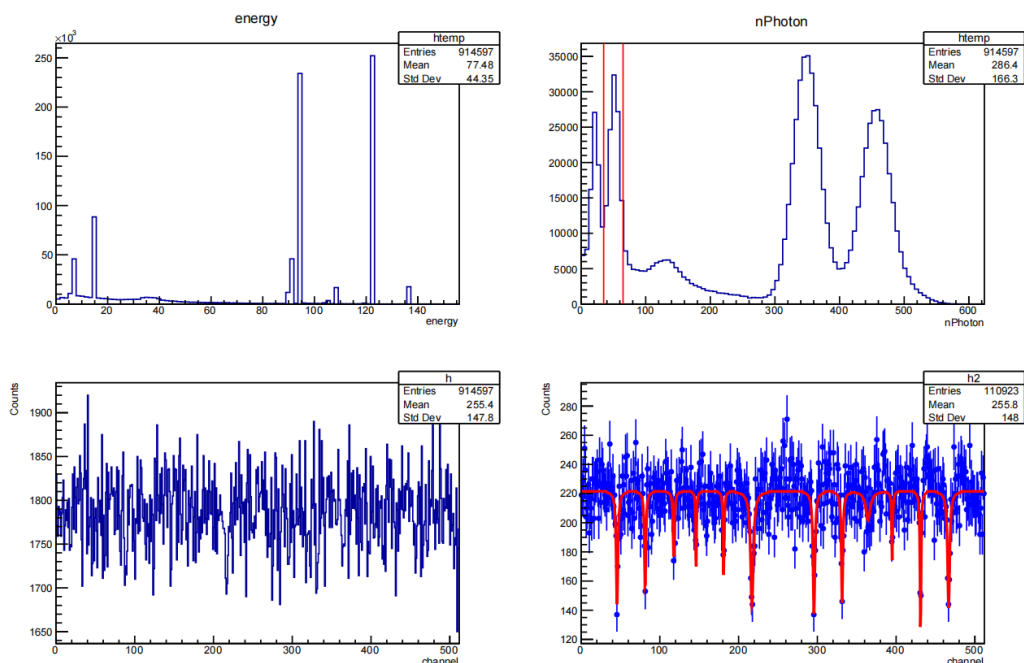 energy
×10³
250
200
150
100
50
0
0 20 40 60 80 100 120 140
energy
htemp
Entries 914597
Mean 77.48
Std Dev 44.35
nPhoton
35000
30000
25000
20000
15000
10000
5000
0
0 100 200 300 400 500 600
nPhoton
htemp
Entries 914597
Mean 286.4
Std Dev 166.3
Counts
1900
1850
1800
1750
1700
1650
0 100 200 300 400 500
channel
h
Entries 914597
Mean 255.4
Std Dev 147.8
Counts
280
260
240
220
200
180
160
140
120
0 100 200 300 400 500
channel
h2
Entries 110923
Mean 255.8
Std Dev 148